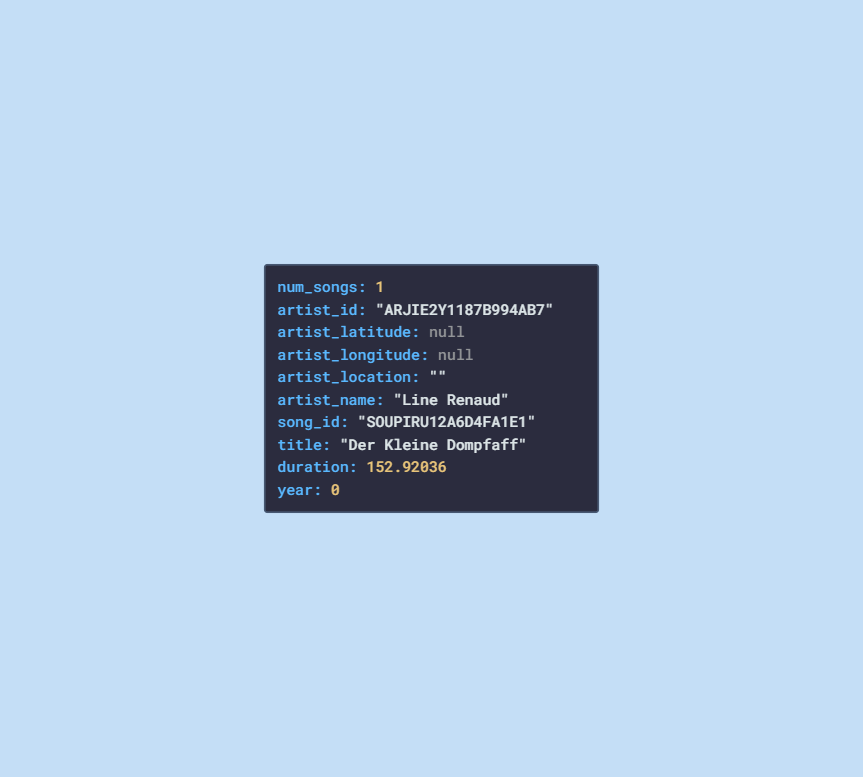 num_songs: 1
artist_id: "ARJIE2Y1187B994AB7"
artist_latitude: null
artist_longitude: null
artist_location: ""
artist_name: "Line Renaud"
song_id: "SOUPIRU12A6D4FA1E1"
title: "Der Kleine Dompfaff"
duration: 152.92036
year: 0